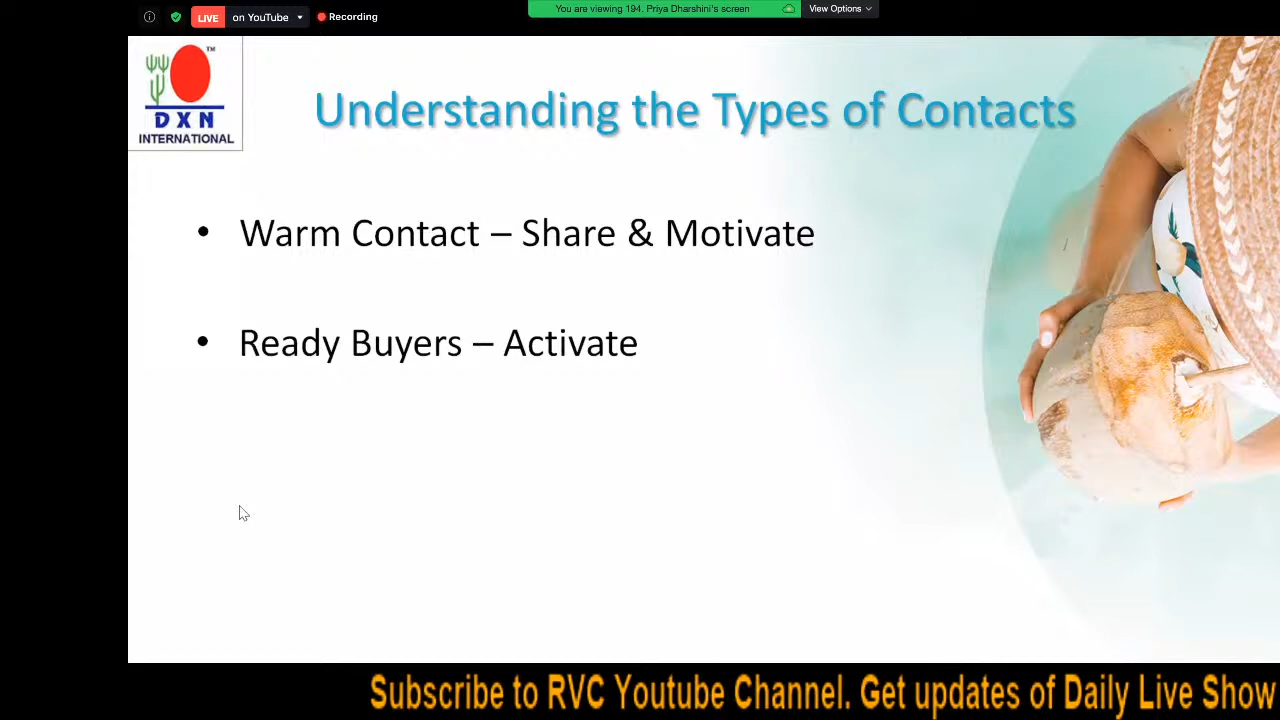 LIVE on YouTube Recording
You are viewing 194. Priya Dharshini's screen View Options
TM
DXN
INTERNATIONAL
Understanding the Types of Contacts
• Warm Contact – Share & Motivate
• Ready Buyers – Activate
Subscribe to RVC Youtube Channel. Get updates of Daily Live Show